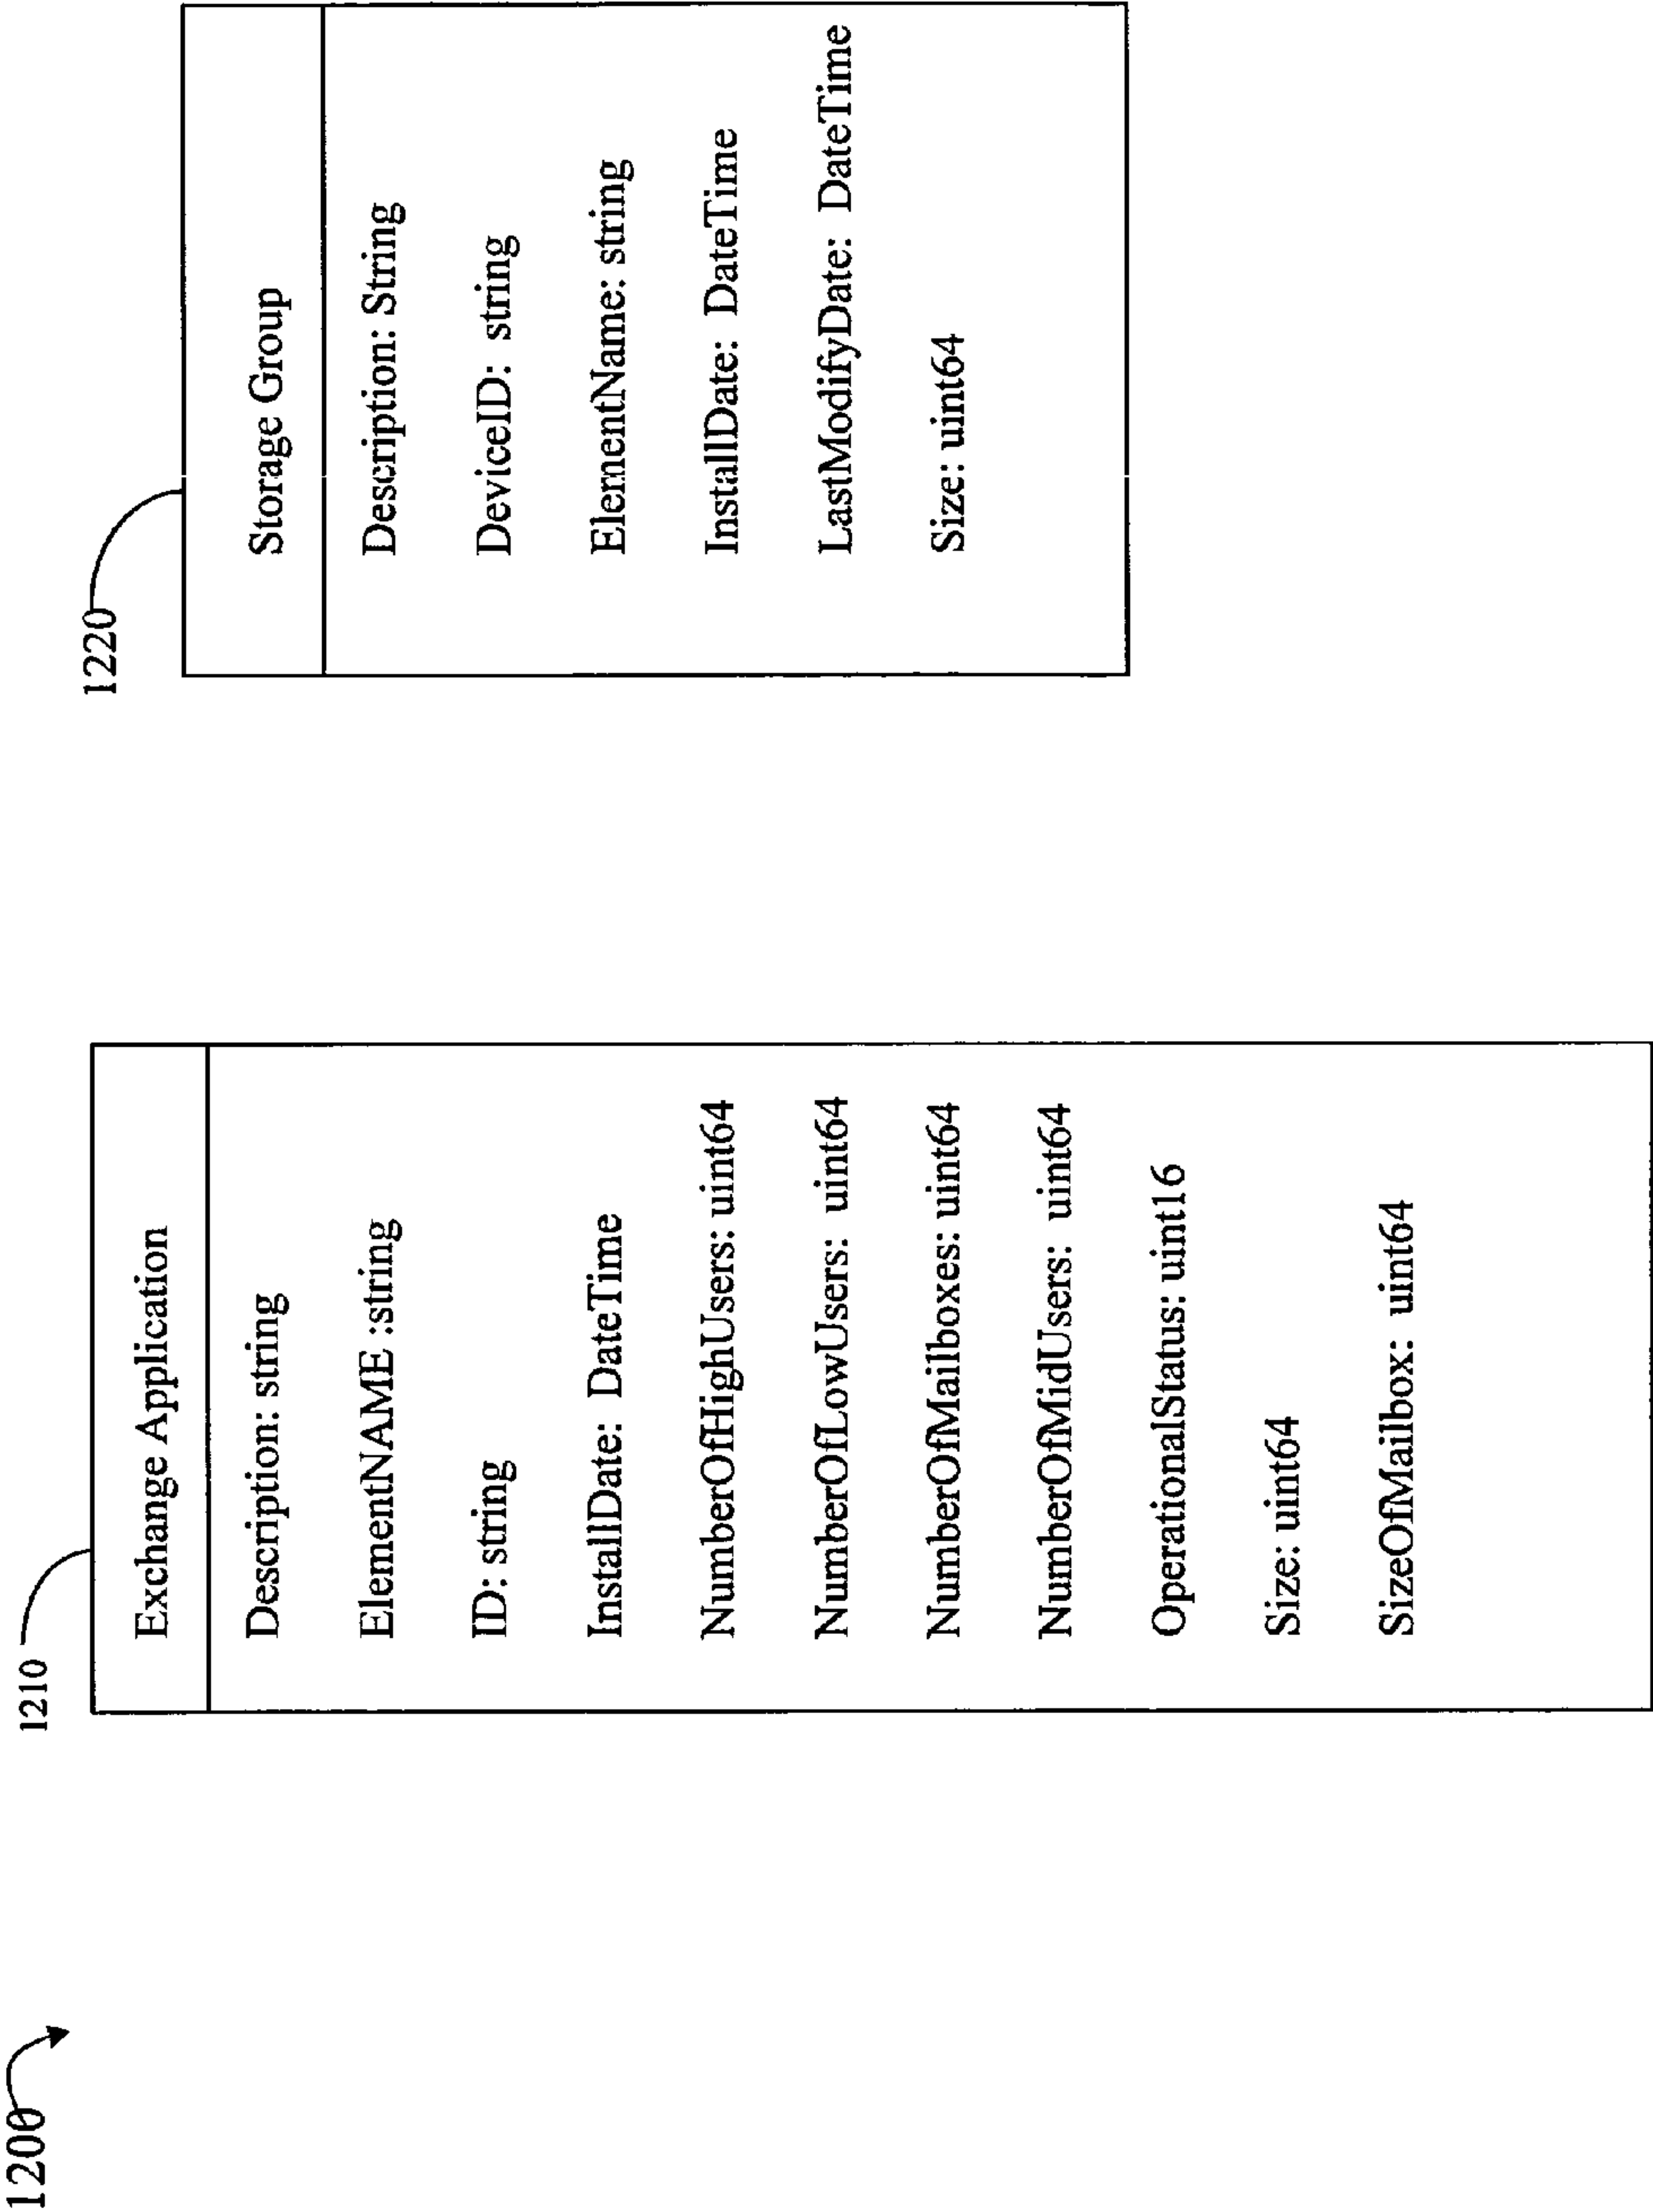 1200
1210
Exchange Application
Description: string
ElementNAME :string
ID: string
InstallDate: DateTime
NumberOfHighUsers: uint64
NumberOfLowUsers: uint64
NumberOfMailboxes: uint64
NumberOfMidUsers: uint64
OperationalStatus: uint16
Size: uint64
SizeOfMailbox: uint64
1220
Storage Group
Description: String
DeviceID: string
ElementName: string
InstallDate: DateTime
LastModifyDate: DateTime
Size: uint64